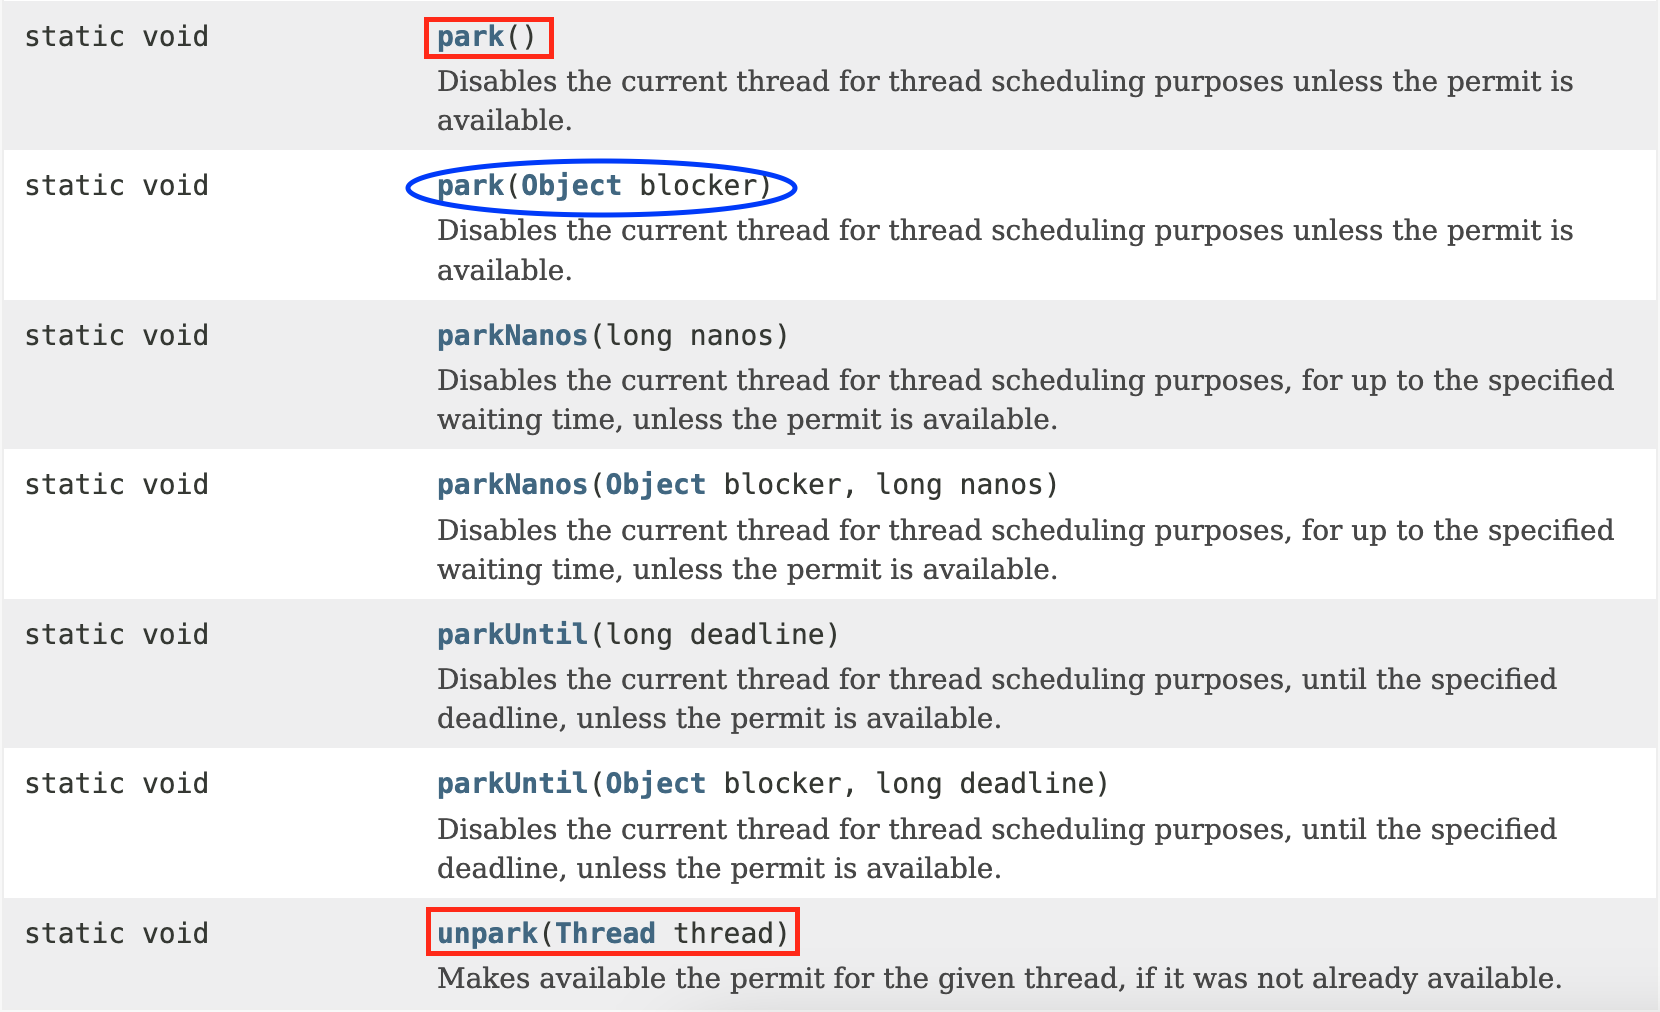 static void park()
Disables the current thread for thread scheduling purposes unless the permit is
available.
static void park(Object blocker)
Disables the current thread for thread scheduling purposes unless the permit is
available.
static void parkNanos(long nanos)
Disables the current thread for thread scheduling purposes, for up to the specified
waiting time, unless the permit is available.
static void parkNanos(Object blocker, long nanos)
Disables the current thread for thread scheduling purposes, for up to the specified
waiting time, unless the permit is available.
static void parkUntil(long deadline)
Disables the current thread for thread scheduling purposes, until the specified
deadline, unless the permit is available.
static void parkUntil(Object blocker, long deadline)
Disables the current thread for thread scheduling purposes, until the specified
deadline, unless the permit is available.
static void unpark(Thread thread)
Makes available the permit for the given thread, if it was not already available.